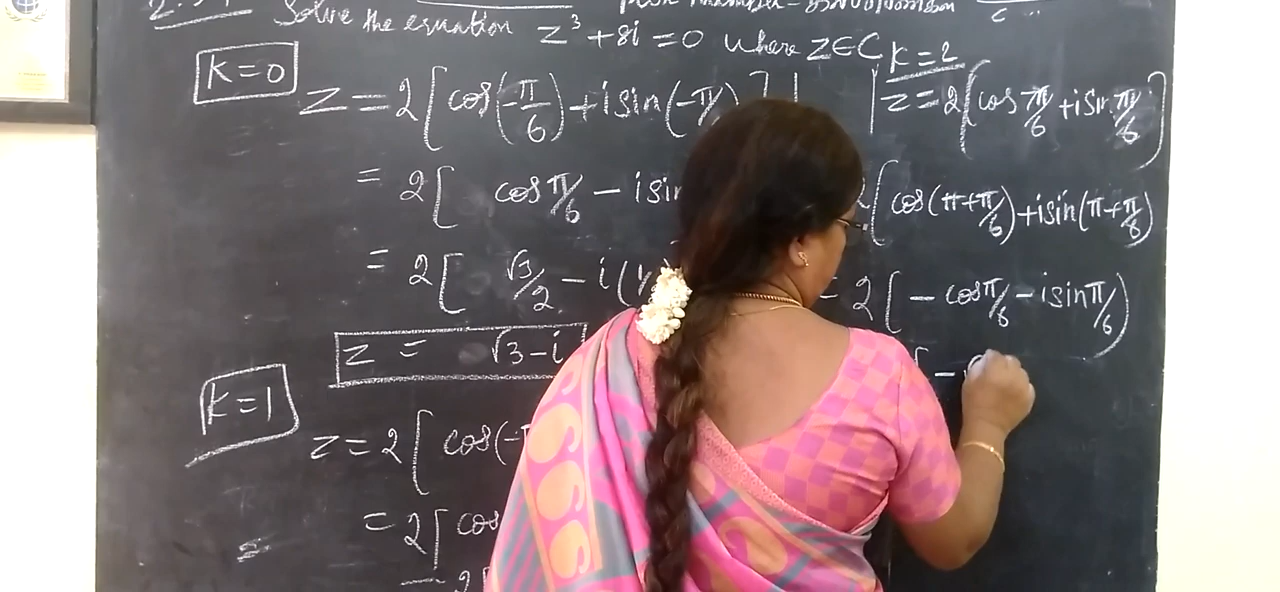 Solve the equation z³ + 8i = 0 where z ∈ C
K=0
z = 2[cos(-π/6) + i sin(-π/
= 2[ cos π/6 - i sin
= 2[ √3/2 - i(1/
z = √3 - i
K=1
z = 2[ cos(-
= 2[ cos
2[
K=2
z = 2[cos 7π/6 + i sin 7π/6]
2[cos(π+π/6) + i sin(π+π/6)
= 2[ - cos π/6 - i sin π/6)
[ -